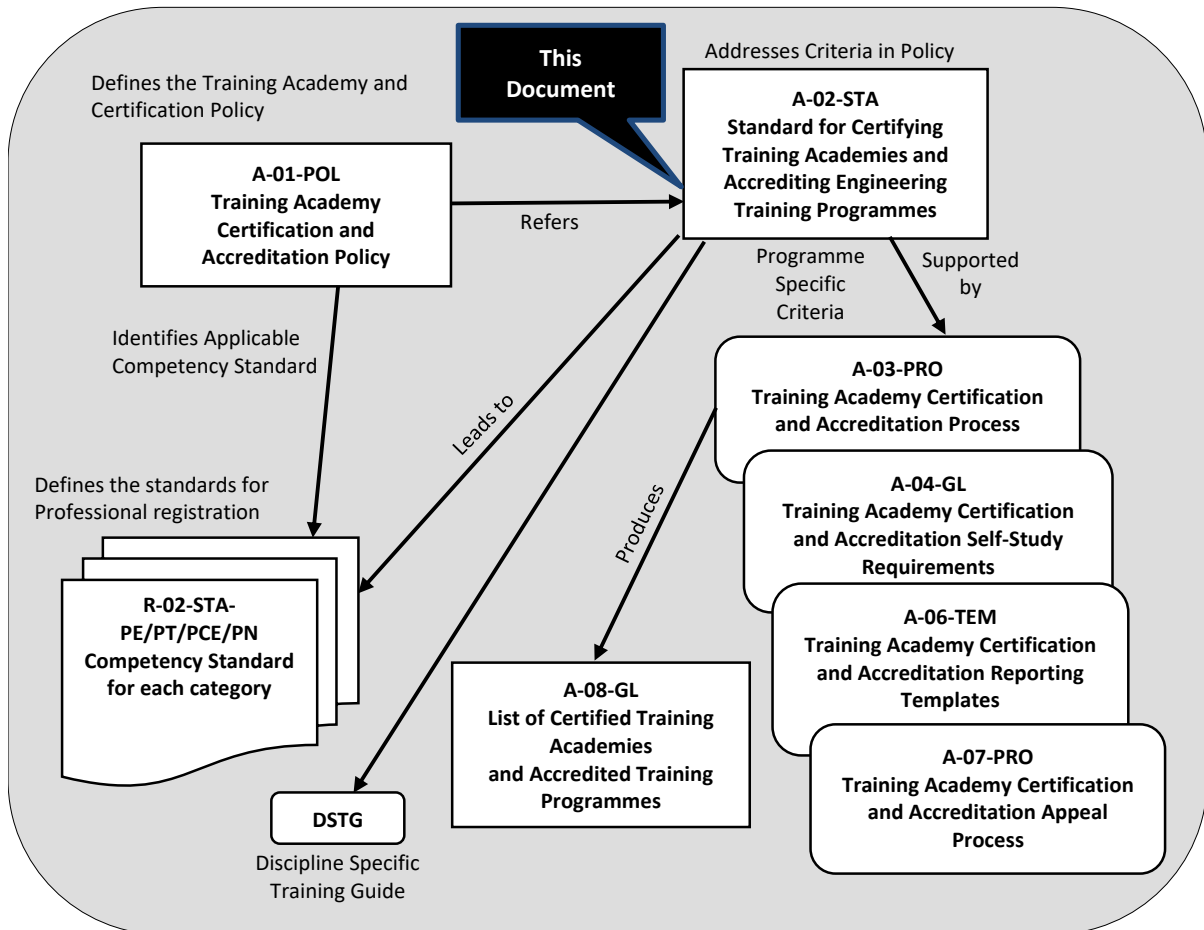 Defines the Training Academy and
Certification Policy
This
Document
Addresses Criteria in Policy
A-01-POL
Training Academy
Certification and
Accreditation Policy
Refers
A-02-STA
Standard for Certifying
Training Academies and
Accrediting Engineering
Training Programmes
Programme
Specific
Criteria
Supported
by
Identifies Applicable
Competency Standard
Leads to
A-03-PRO
Training Academy Certification
and Accreditation Process
A-04-GL
Training Academy Certification
and Accreditation Self-Study
Requirements
Produces
Defines the standards for
Professional registration
R-02-STA-
PE/PT/PCE/PN
Competency Standard
for each category
A-06-TEM
Training Academy Certification
and Accreditation Reporting
Templates
A-08-GL
List of Certified Training
Academies
and Accredited Training
Programmes
A-07-PRO
Training Academy Certification
and Accreditation Appeal
Process
DSTG
Discipline Specific
Training Guide